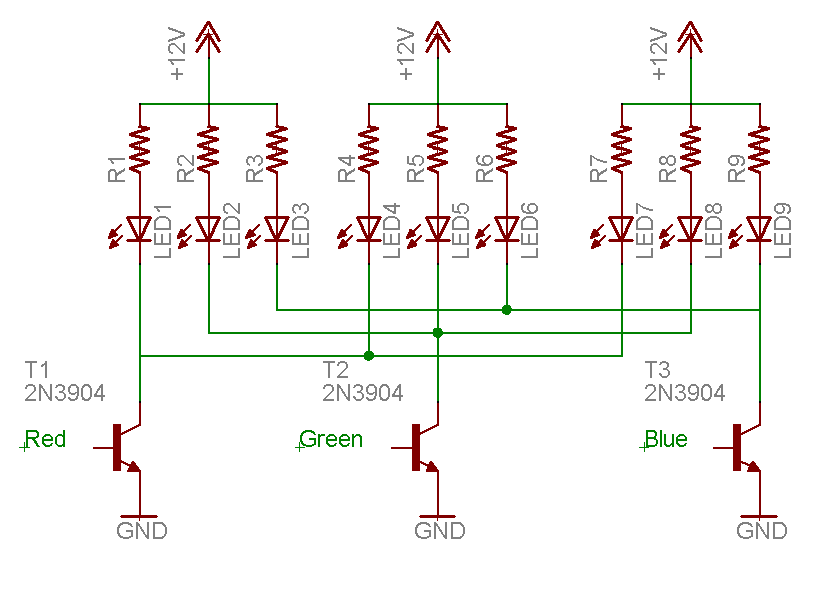 +12V
+12V
+12V
R1
R2
R3
R4
R5
R6
R7
R8
R9
LED1
LED2
LED3
LED4
LED5
LED6
LED7
LED8
LED9
T1
2N3904
T2
2N3904
T3
2N3904
Red
Green
Blue
GND
GND
GND